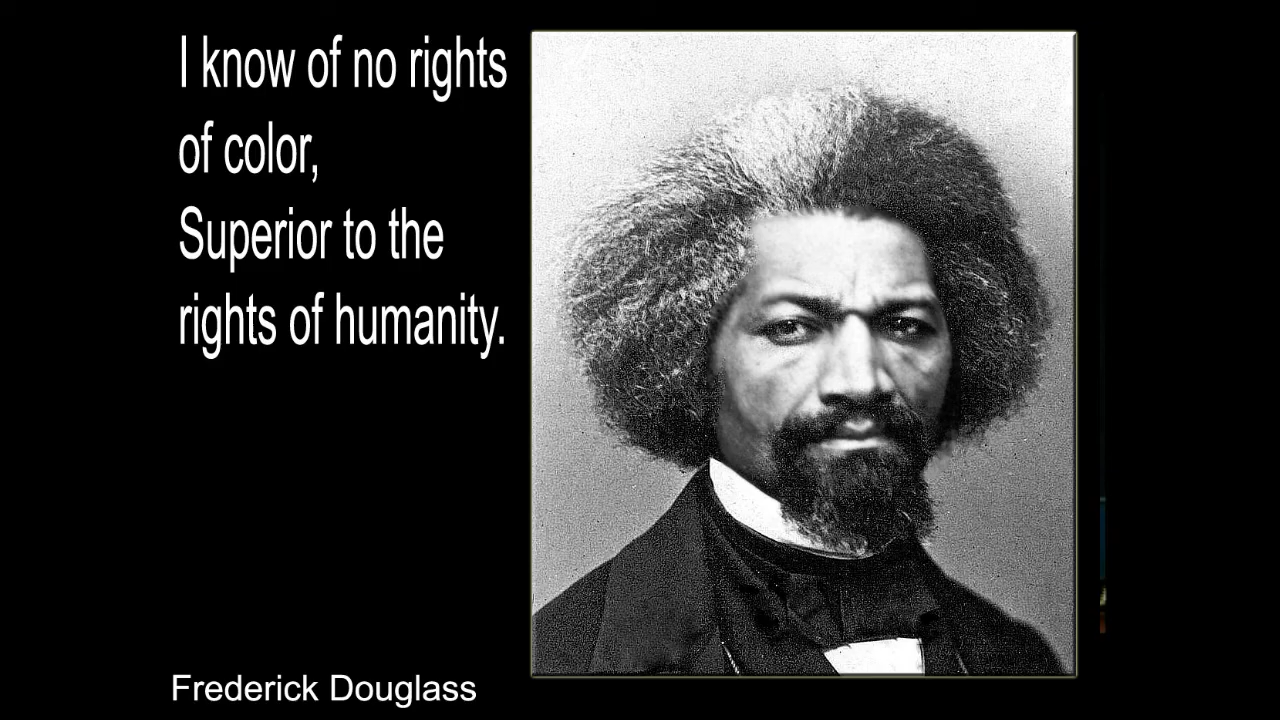 I know of no rights
of color,
Superior to the
rights of humanity.
Frederick Douglass